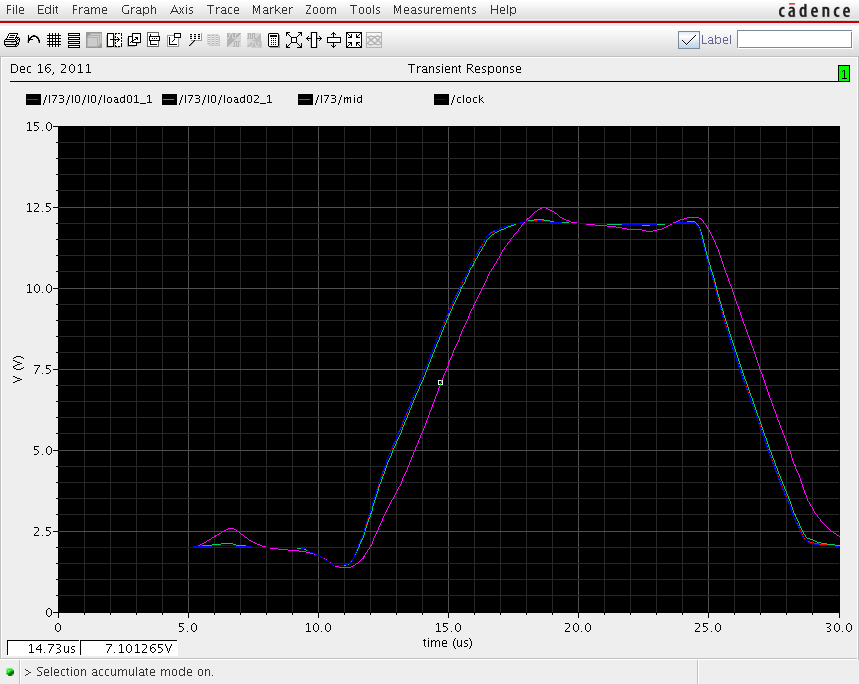 File Edit Frame Graph Axis Trace Marker Zoom Tools Measurements Help
cādence
Label
Dec 16, 2011
Transient Response
1
/I73/I0/I0/load01_1 /I73/I0/load02_1 /I73/mid /clock
15.0
12.5
10.0
7.5
5.0
2.5
0
V (V)
0 5.0 10.0 15.0 20.0 25.0 30.0
time (us)
14.73us 7.101265V
> Selection accumulate mode on.